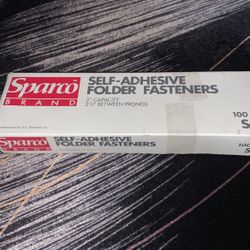 Sparco
BRAND
SELF-ADHESIVE
FOLDER FASTENERS
2" CAPACITY
2¾" BETWEEN PRONGS
100
Sparco
BRAND
SELF-ADHESIVE
FOLDER FASTENERS
100